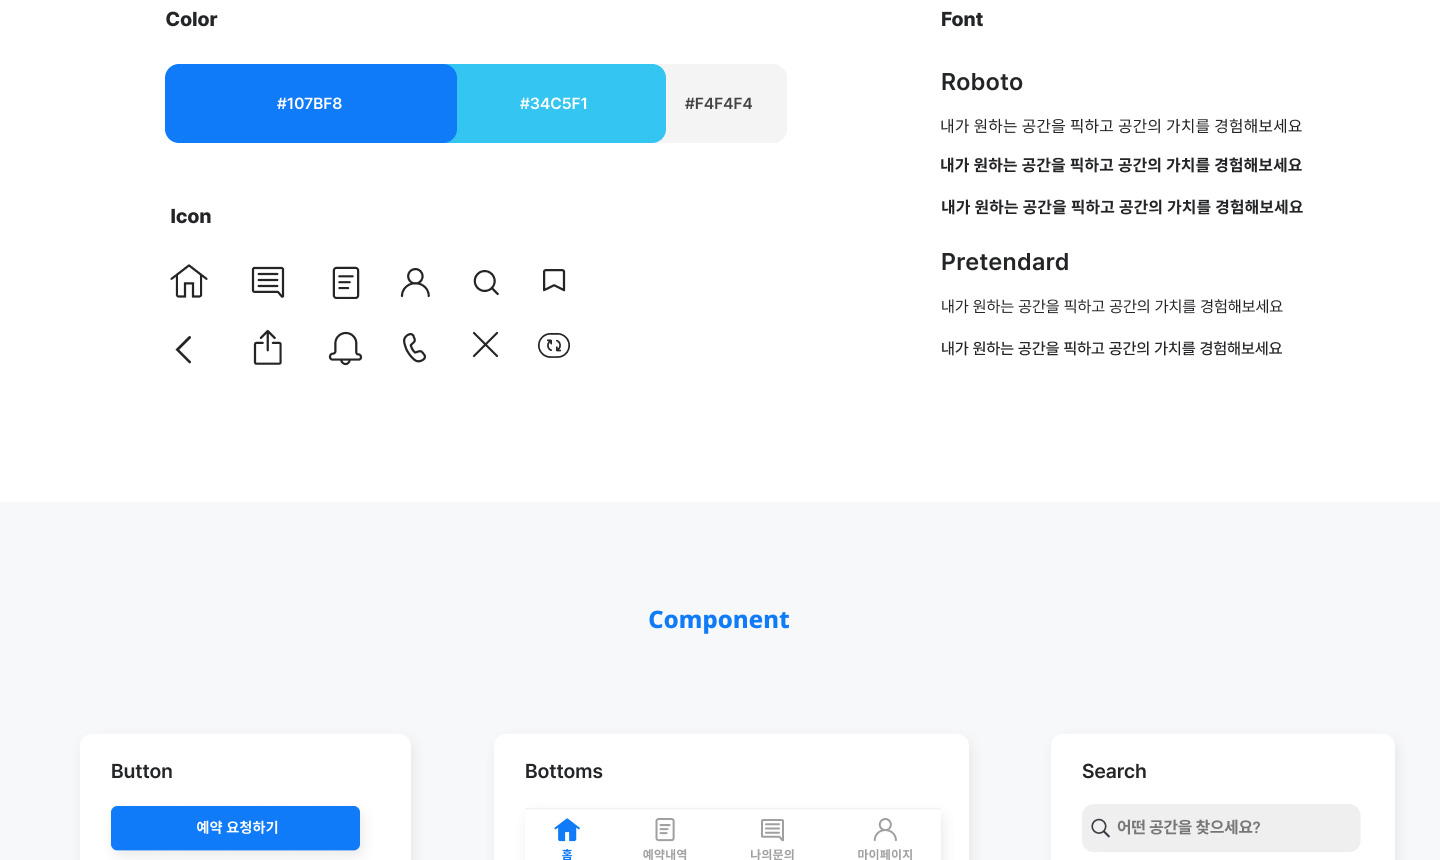 Color
#107BF8
#34C5F1
#F4F4F4
Icon
Font
Roboto
내가 원하는 공간을 픽하고 공간의 가치를 경험해보세요
내가 원하는 공간을 픽하고 공간의 가치를 경험해보세요
내가 원하는 공간을 픽하고 공간의 가치를 경험해보세요
Pretendard
내가 원하는 공간을 픽하고 공간의 가치를 경험해보세요
내가 원하는 공간을 픽하고 공간의 가치를 경험해보세요
Component
Button
예약 요청하기
Bottoms
홈
예약내역
나의문의
마이페이지
Search
어떤 공간을 찾으세요?